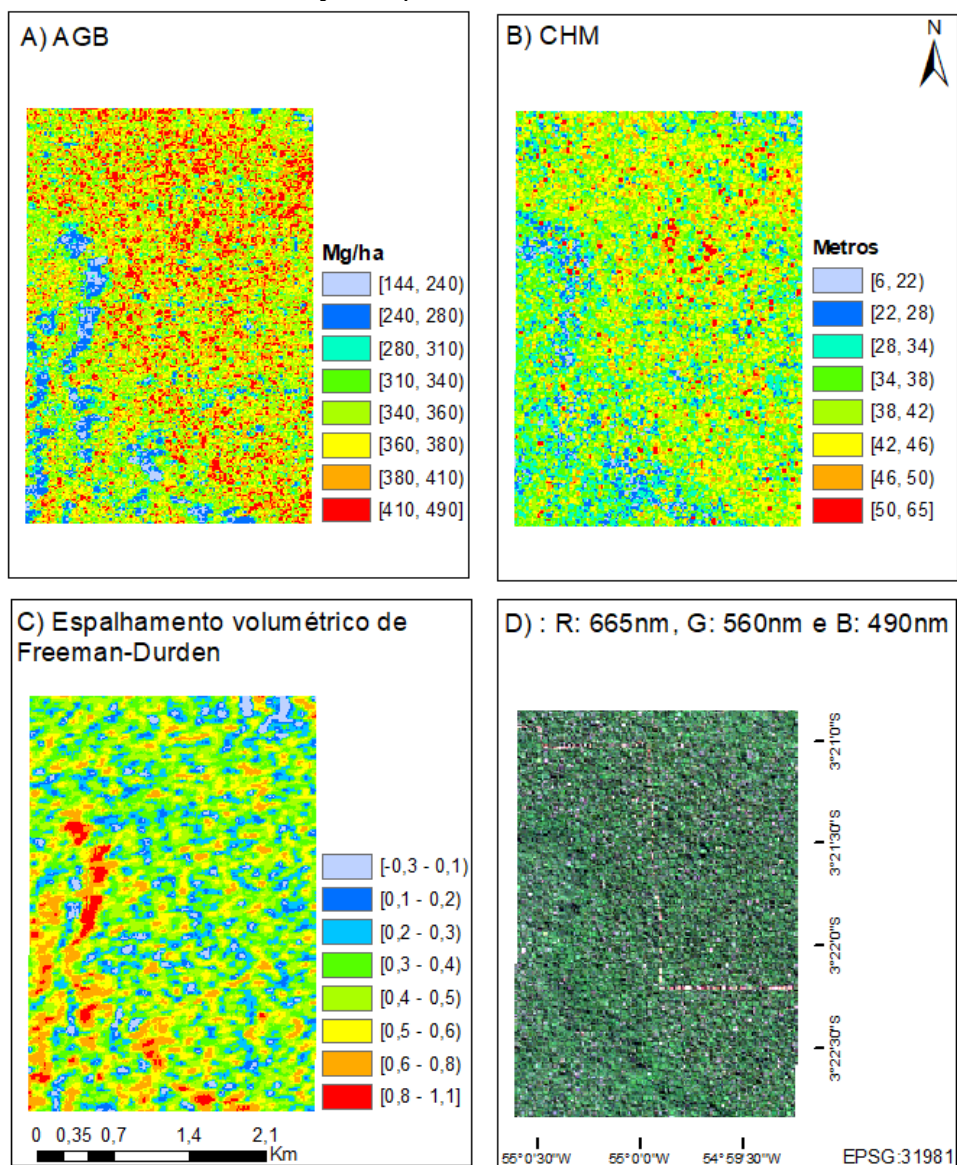 A) AGB
Mg/ha
[144, 240)
[240, 280)
[280, 310)
[310, 340)
[340, 360)
[360, 380)
[380, 410)
[410, 490]
B) CHM
N
Metros
[6, 22)
[22, 28)
[28, 34)
[34, 38)
[38, 42)
[42, 46)
[46, 50)
[50, 65]
C) Espalhamento volumétrico de
Freeman-Durden
[-0,3 - 0,1)
[0,1 - 0,2)
[0,2 - 0,3)
[0,3 - 0,4)
[0,4 - 0,5)
[0,5 - 0,6)
[0,6 - 0,8)
[0,8 - 1,1]
0 0,35 0,7 1,4 2,1
Km
D) : R: 665nm, G: 560nm e B: 490nm
3°21'0"S
3°21'30"S
3°22'0"S
3°22'30"S
55°0'30"W 55°0'0"W 54°59'30"W
EPSG:31981